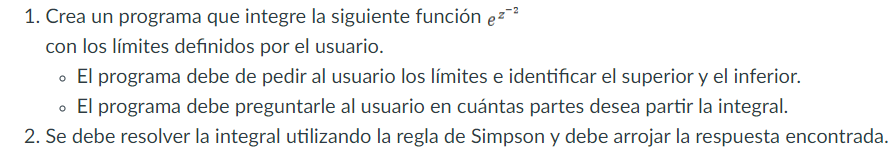 1. Crea un programa que integre la siguiente función e^z^-2
con los límites definidos por el usuario.
◦ El programa debe de pedir al usuario los límites e identificar el superior y el inferior.
◦ El programa debe preguntarle al usuario en cuántas partes desea partir la integral.
2. Se debe resolver la integral utilizando la regla de Simpson y debe arrojar la respuesta encontrada.